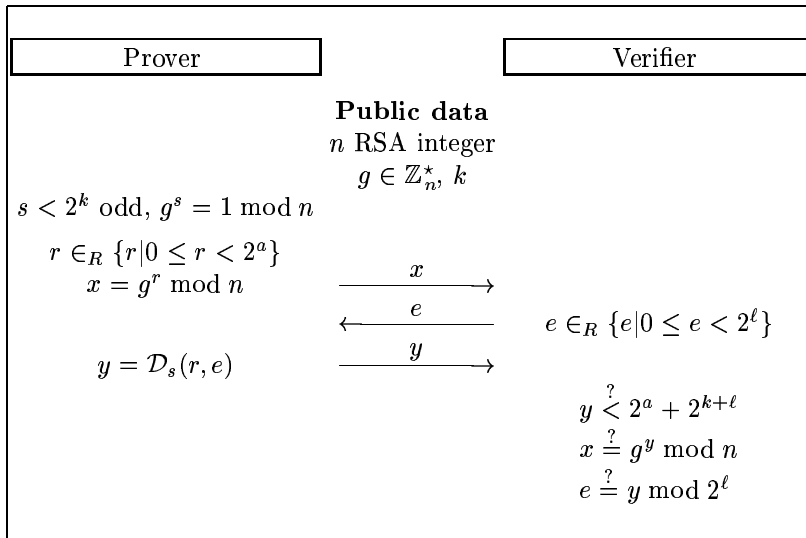 Prover Verifier
Public data
n RSA integer
g ∈ ℤ*ₙ, k
s < 2^k odd, g^s = 1 mod n
r ∈_R {r|0 ≤ r < 2^a}
x = g^r mod n
x
e
e ∈_R {e|0 ≤ e < 2^ℓ}
y = 𝒟_s(r, e)
y
y <^? 2^a + 2^{k+ℓ}
x =^? g^y mod n
e =^? y mod 2^ℓ